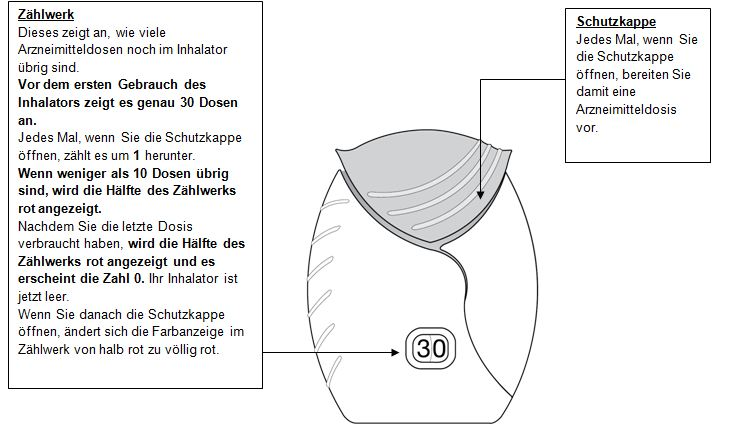 Zählwerk
Dieses zeigt an, wie viele
Arzneimitteldosen noch im Inhalator
übrig sind.
Vor dem ersten Gebrauch des
Inhalators zeigt es genau 30 Dosen
an.
Jedes Mal, wenn Sie die Schutzkappe
öffnen, zählt es um 1 herunter.
Wenn weniger als 10 Dosen übrig
sind, wird die Hälfte des Zählwerks
rot angezeigt.
Nachdem Sie die letzte Dosis
verbraucht haben, wird die Hälfte des
Zählwerks rot angezeigt und es
erscheint die Zahl 0. Ihr Inhalator ist
jetzt leer.
Wenn Sie danach die Schutzkappe
öffnen, ändert sich die Farbanzeige im
Zählwerk von halb rot zu völlig rot.
Schutzkappe
Jedes Mal, wenn Sie
die Schutzkappe
öffnen, bereiten Sie
damit eine
Arzneimitteldosis
vor.
30